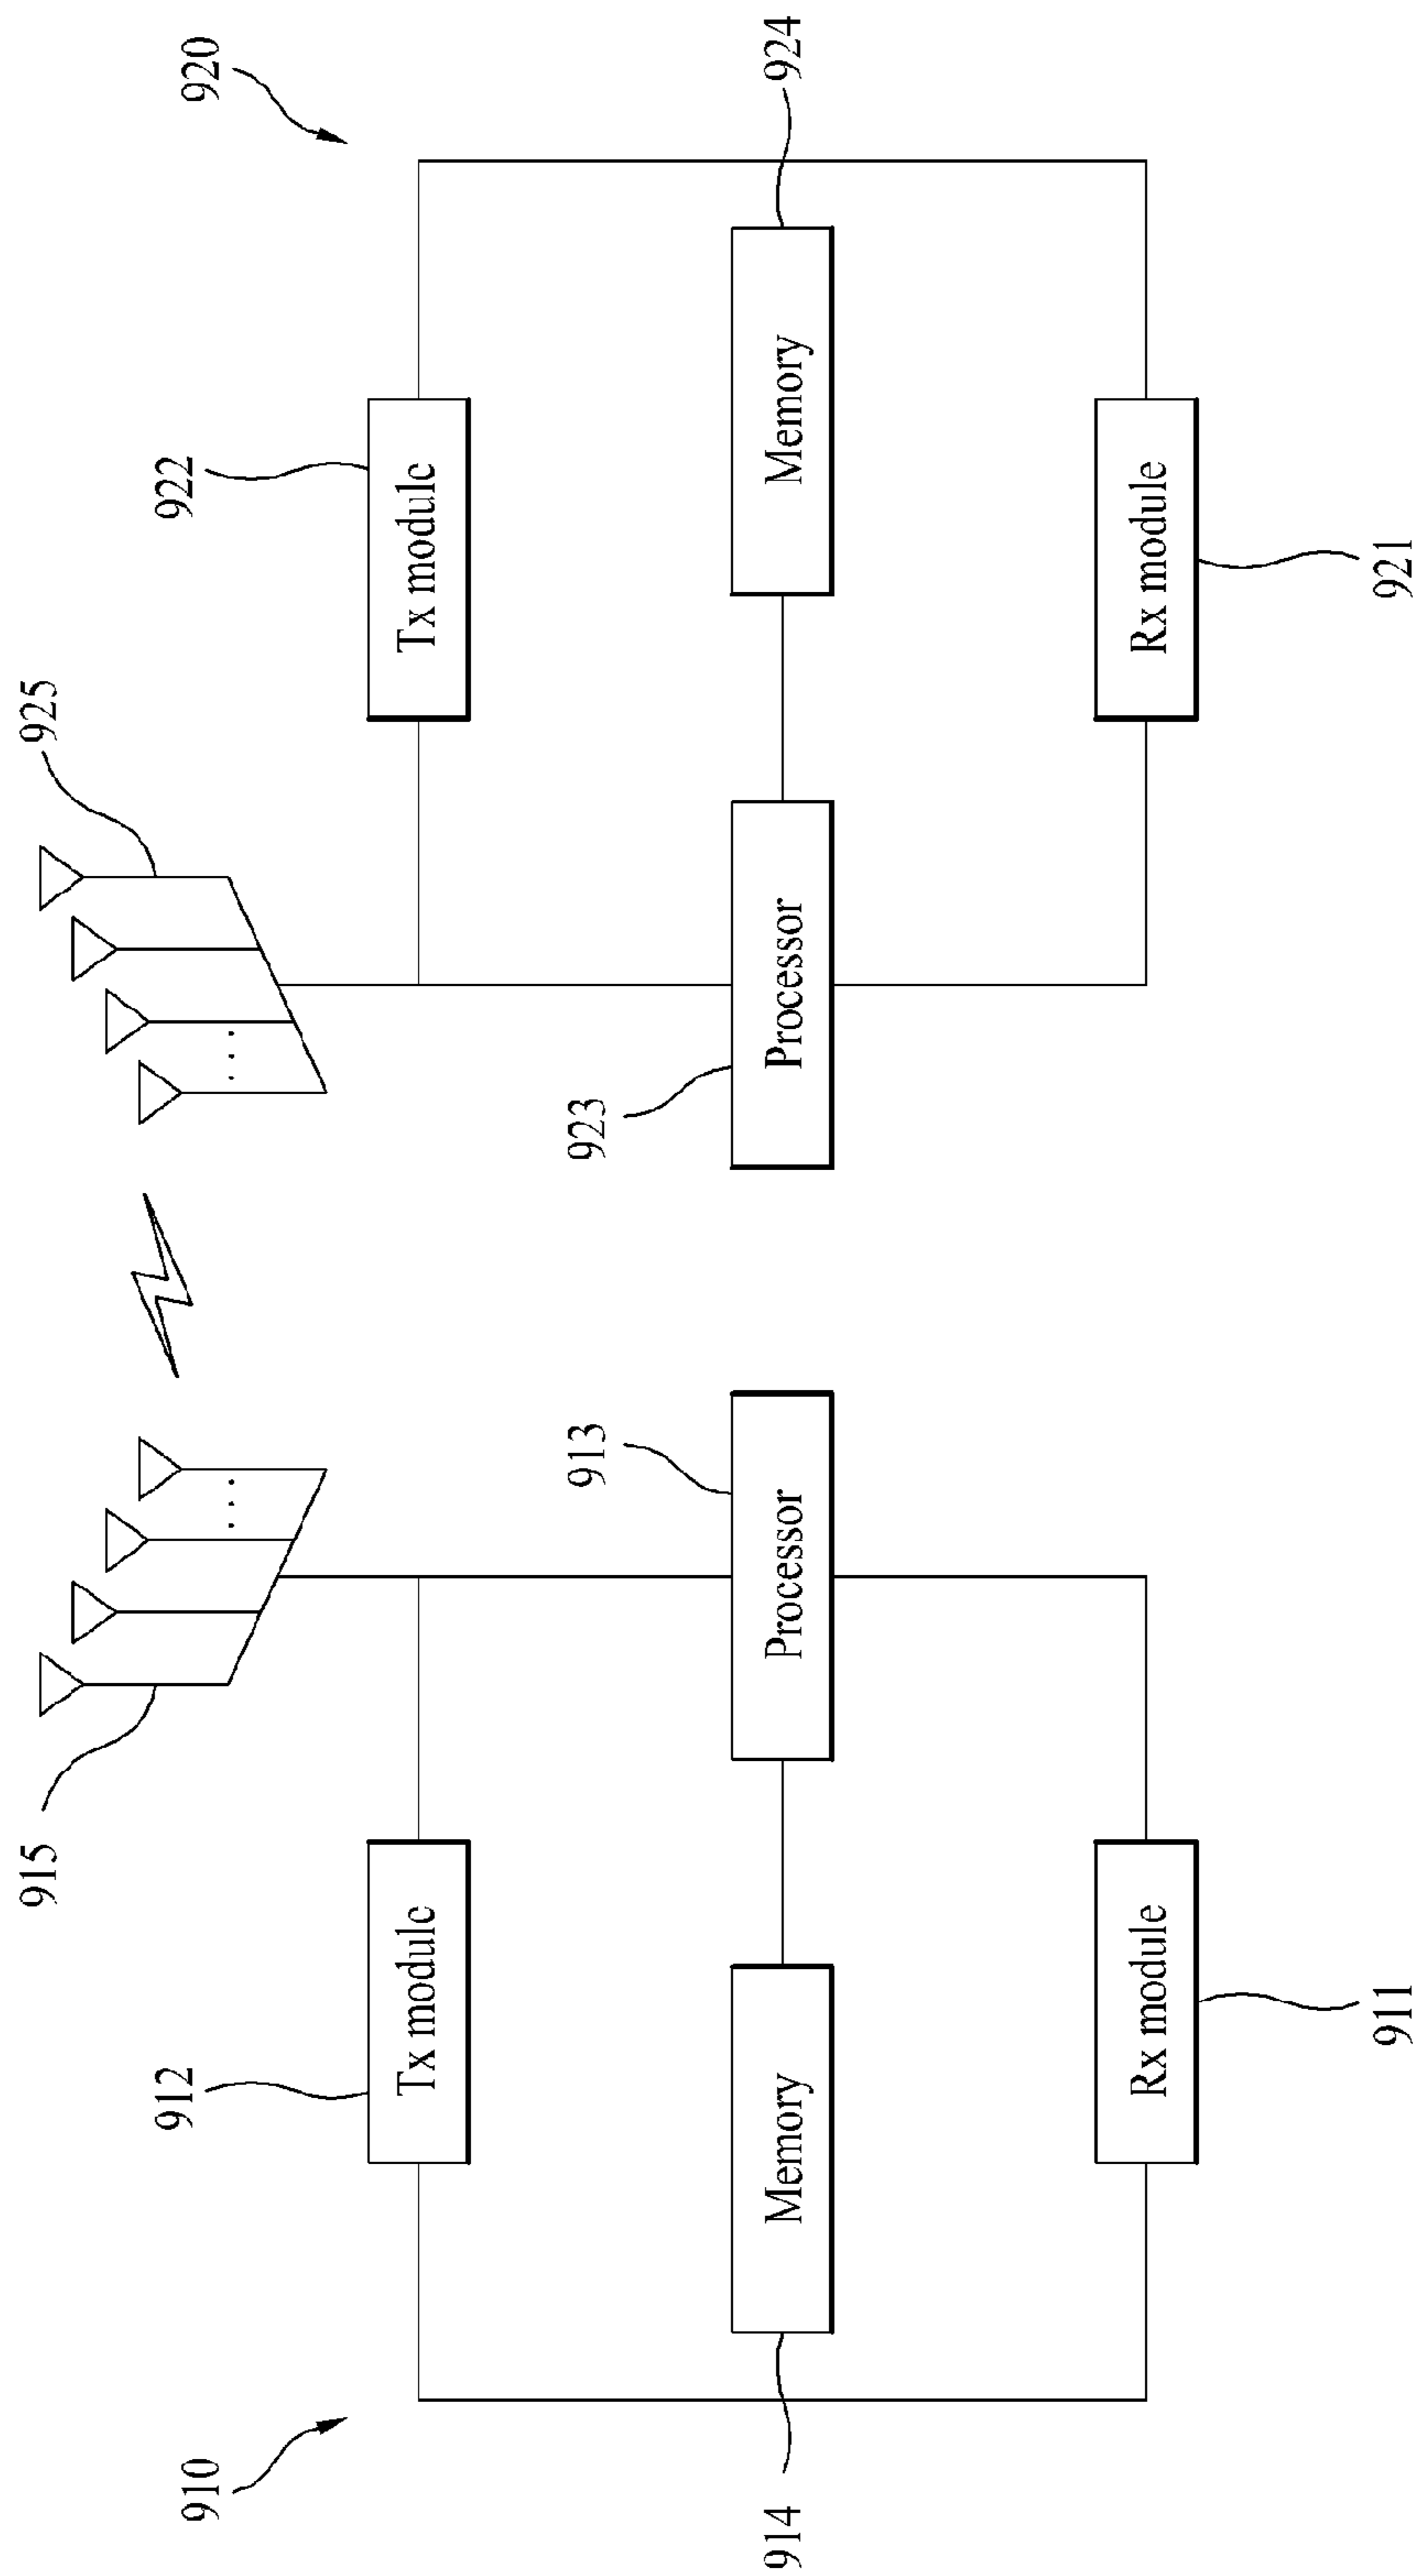 915
925
910
920
912
Tx module
922
Tx module
913
923
914
Memory
Processor
Processor
Memory
924
Rx module
Rx module
911
921